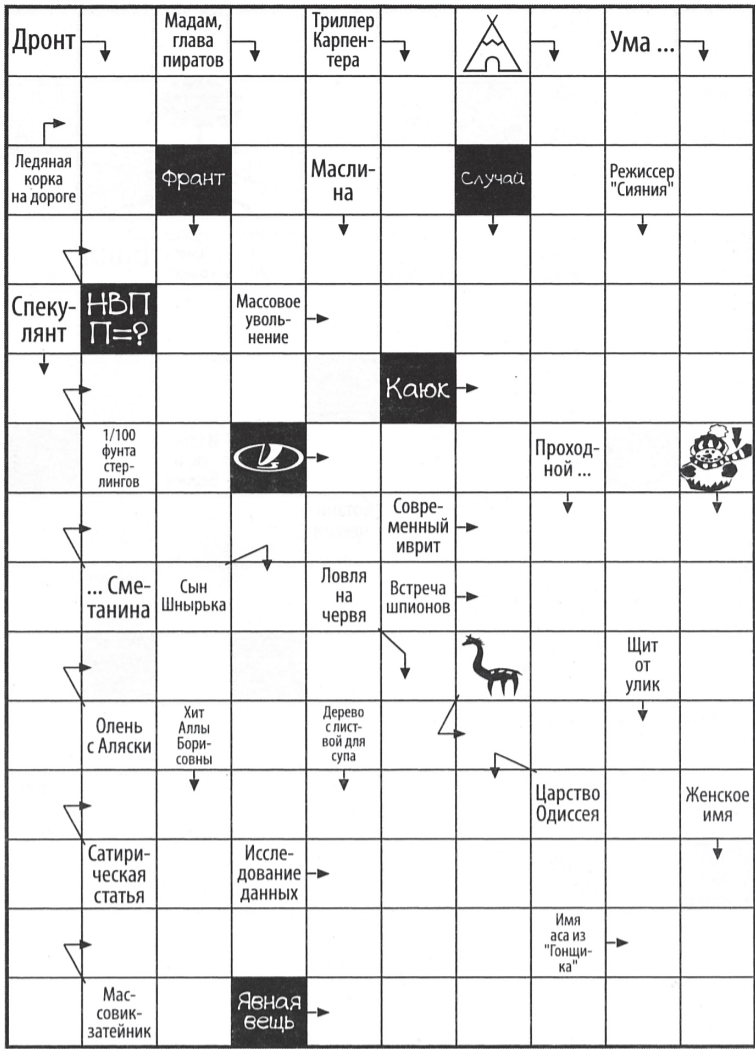 Дронт
Мадам,
глава
пиратов
Триллер
Карпен-
тера
Ума ...
Ледяная
корка
на дороге
Франт
Масли-
на
Случай
Режиссер
"Сияния"
Спеку-
лянт
НВП
П=?
Массовое
уволь-
нение
Каюк
1/100
фунта
стер-
лингов
Проход-
ной ...
Совре-
менный
иврит
... Сме-
танина
Сын
Шнырька
Ловля
на
червя
Встреча
шпионов
Щит
от
улик
Олень
с Аляски
Хит
Аллы
Бори-
совны
Дерево
с лист-
вой для
супа
Царство
Одиссея
Женское
имя
Сатири-
ческая
статья
Иссле-
дование
данных
Имя
аса из
"Гонщи-
ка"
Мас-
совик-
затейник
Явная
вещь